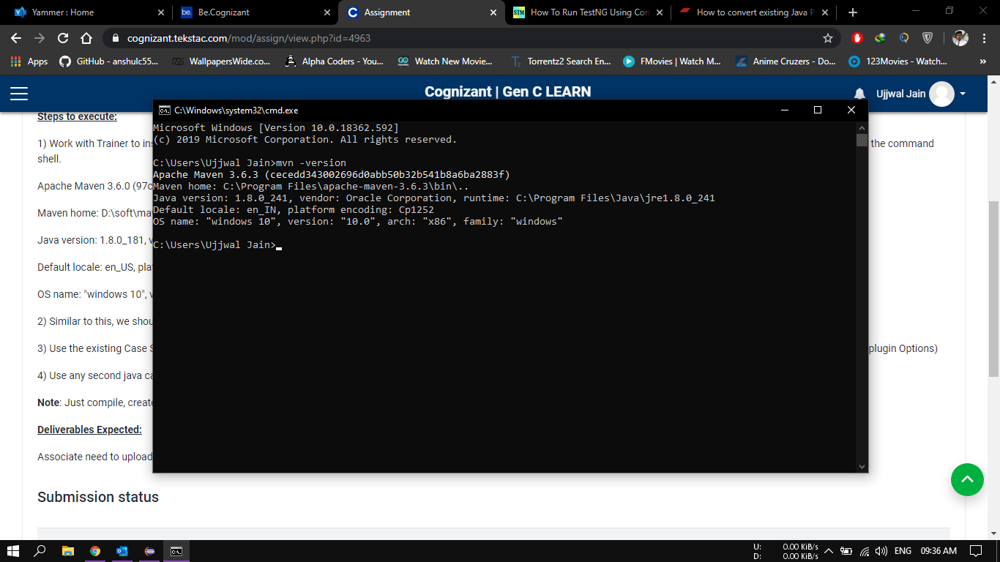 Yammer : Home
Be.Cognizant
Assignment
How To Run TestNG Using Con
How to convert existing Java P
cognizant.tekstac.com/mod/assign/view.php?id=4963
Apps
GitHub - anshulc55...
WallpapersWide.co...
Alpha Coders - You...
Watch New Movie...
Torrentz2 Search En...
FMovies | Watch M...
Anime Cruzers - Do...
123Movies - Watch...
Cognizant | Gen C LEARN
Ujjwal Jain
Steps to execute:
C:\Windows\system32\cmd.exe
Microsoft Windows [Version 10.0.18362.592]
(c) 2019 Microsoft Corporation. All rights reserved.
C:\Users\Ujjwal Jain>mvn -version
Apache Maven 3.6.3 (cecedd343002696d0abb50b32b541b8a6ba2883f)
Maven home: C:\Program Files\apache-maven-3.6.3\bin\..
Java version: 1.8.0_241, vendor: Oracle Corporation, runtime: C:\Program Files\Java\jre1.8.0_241
Default locale: en_IN, platform encoding: Cp1252
OS name: "windows 10", version: "10.0", arch: "x86", family: "windows"
C:\Users\Ujjwal Jain>
1) Work with Trainer to ins
the command
shell.
Apache Maven 3.6.0 (97c
Maven home: D:\soft\ma
Java version: 1.8.0_181, v
Default locale: en_US, pla
OS name: "windows 10", v
2) Similar to this, we shou
3) Use the existing Case S
plugin Options)
4) Use any second java ca
Note: Just compile, create
Deliverables Expected:
Associate need to upload
Submission status
U: 0.00 KiB/s
D: 0.00 KiB/s
ENG
09:36 AM